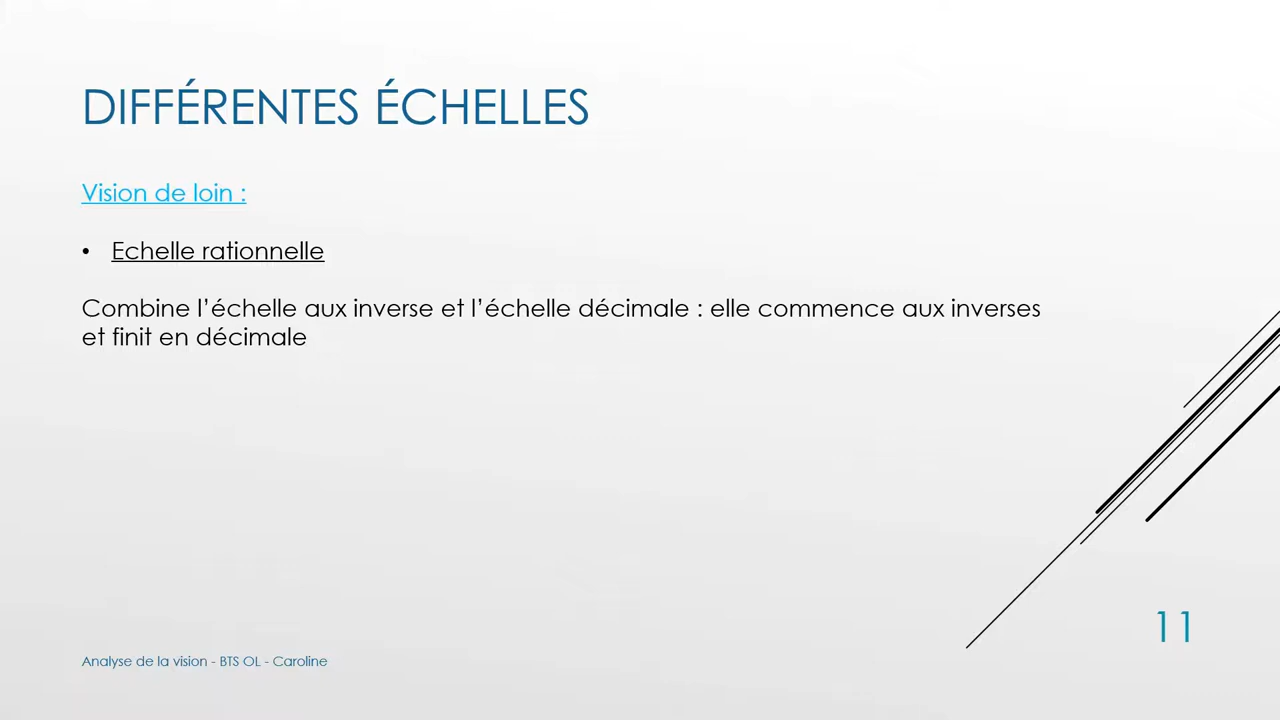 DIFFÉRENTES ÉCHELLES
Vision de loin :
• Echelle rationnelle
Combine l’échelle aux inverse et l’échelle décimale : elle commence aux inverses
et finit en décimale
11
Analyse de la vision - BTS OL - Caroline